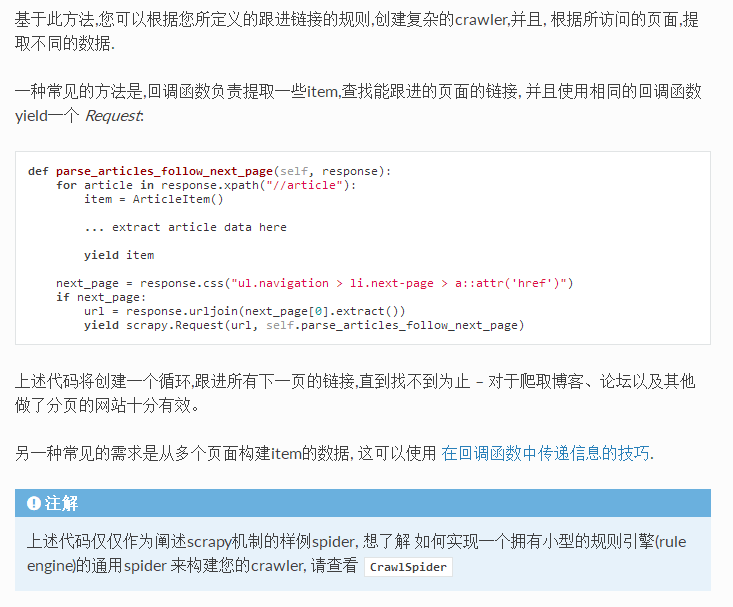 基于此方法,您可以根据您所定义的跟进链接的规则,创建复杂的crawler,并且, 根据所访问的页面,提
取不同的数据.
一种常见的方法是,回调函数负责提取一些item,查找能跟进的页面的链接, 并且使用相同的回调函数
yield一个 Request:
def parse_articles_follow_next_page(self, response):
    for article in response.xpath("//article"):
        item = ArticleItem()
        ... extract article data here
        yield item
    next_page = response.css("ul.navigation > li.next-page > a::attr('href')")
    if next_page:
        url = response.urljoin(next_page[0].extract())
        yield scrapy.Request(url, self.parse_articles_follow_next_page)
上述代码将创建一个循环,跟进所有下一页的链接,直到找不到为止 – 对于爬取博客、论坛以及其他
做了分页的网站十分有效。
另一种常见的需求是从多个页面构建item的数据, 这可以使用 在回调函数中传递信息的技巧.
注解
上述代码仅仅作为阐述scrapy机制的样例spider, 想了解 如何实现一个拥有小型的规则引擎(rule
engine)的通用spider 来构建您的crawler, 请查看 CrawlSpider